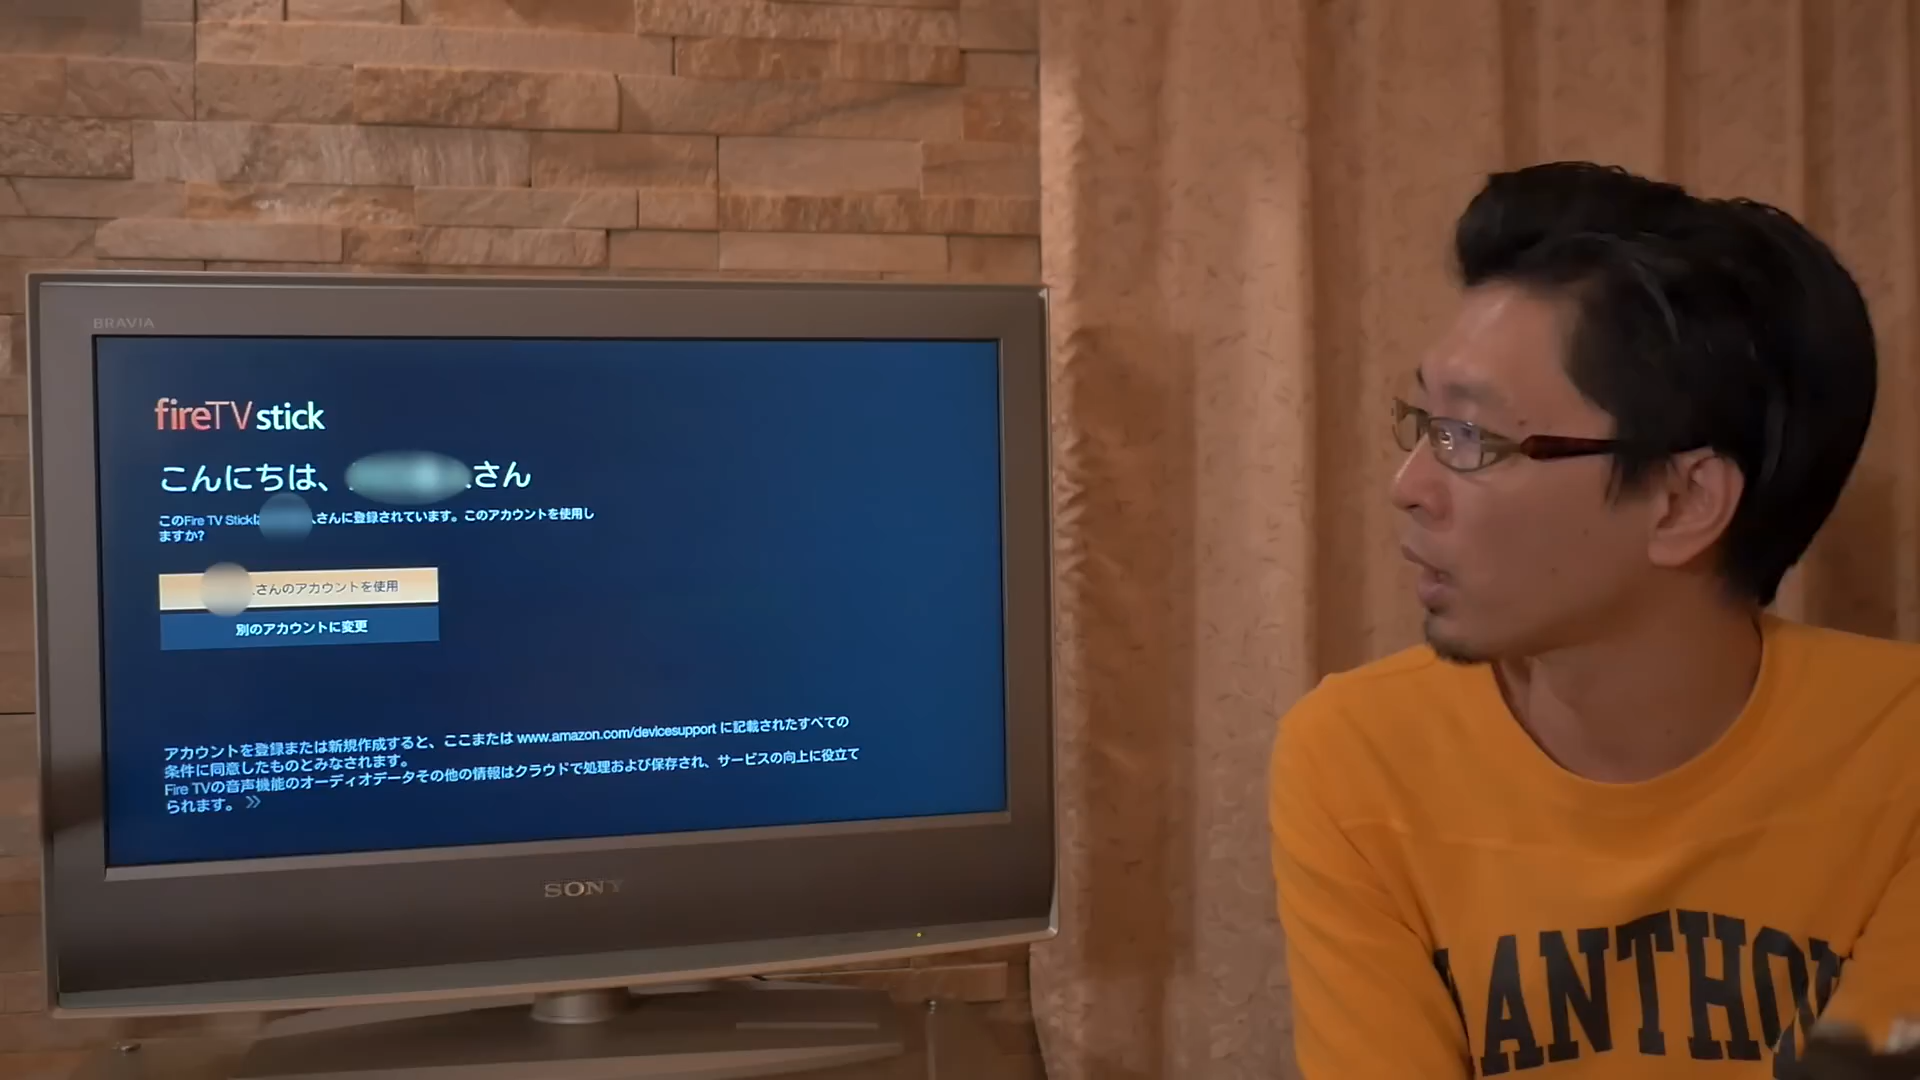 BRAVIA
fireTV stick
こんにちは、さん
このFire TV Stickは さんに登録されています。このアカウントを使用し
ますか?
さんのアカウントを使用
別のアカウントに変更
アカウントを登録または新規作成すると、ここまたは www.amazon.com/devicesupport に記載されたすべての
条件に同意したものとみなされます。
Fire TVの音声機能のオーディオデータその他の情報はクラウドで処理および保存され、サービスの向上に役立て
られます。 »
SONY
ANTHO